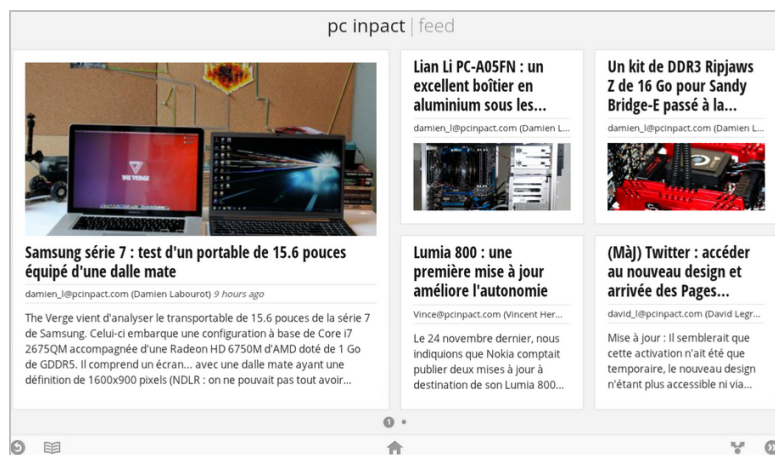 pc inpact | feed
THE VERGE
Samsung série 7 : test d'un portable de 15.6 pouces
équipé d'une dalle mate
damien_l@pcinpact.com (Damien Labourot) 9 hours ago
The Verge vient d'analyser le transportable de 15.6 pouces de la série 7
de Samsung. Celui-ci embarque une configuration à base de Core i7
2675QM accompagnée d'une Radeon HD 6750M d'AMD doté de 1 Go
de GDDR5. Il comprend un écran... avec une dalle mate ayant une
définition de 1600x900 pixels (NDLR : on ne pouvait pas tout avoir...
Lian Li PC-A05FN : un
excellent boîtier en
aluminium sous les...
damien_l@pcinpact.com (Damien L...
Un kit de DDR3 Ripjaws
Z de 16 Go pour Sandy
Bridge-E passé à la...
damien_l@pcinpact.com (Damien L...
Lumia 800 : une
première mise à jour
améliore l'autonomie
Vince@pcinpact.com (Vincent Her...
Le 24 novembre dernier, nous
indiquions que Nokia comptait
publier deux mises à jour à
destination de son Lumia 800...
(MàJ) Twitter : accéder
au nouveau design et
arrivée des Pages...
david_l@pcinpact.com (David Legr...
Mise à jour : Il semblerait que
cette activation n'ait été que
temporaire, le nouveau design
n'étant plus accessible ni via...
1